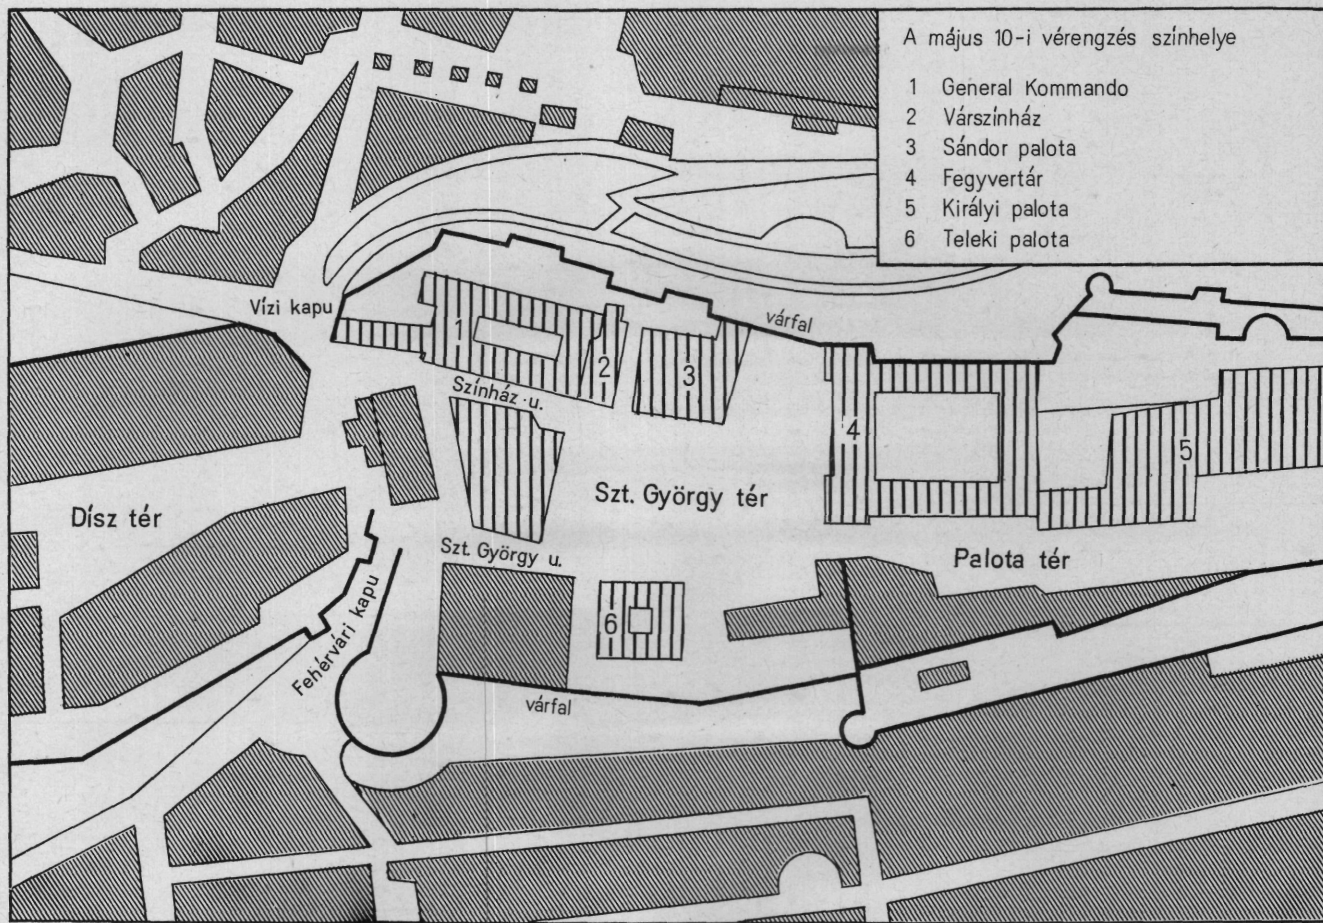 A május 10-i vérengzés színhelye
1 General Kommando
2 Várszínház
3 Sándor palota
4 Fegyvertár
5 Királyi palota
6 Teleki palota
Vízi kapu
várfal
1
2
3
Színház u.
4
5
Dísz tér
Szt. György tér
Szt. György u.
Palota tér
6
Fehérvári kapu
várfal